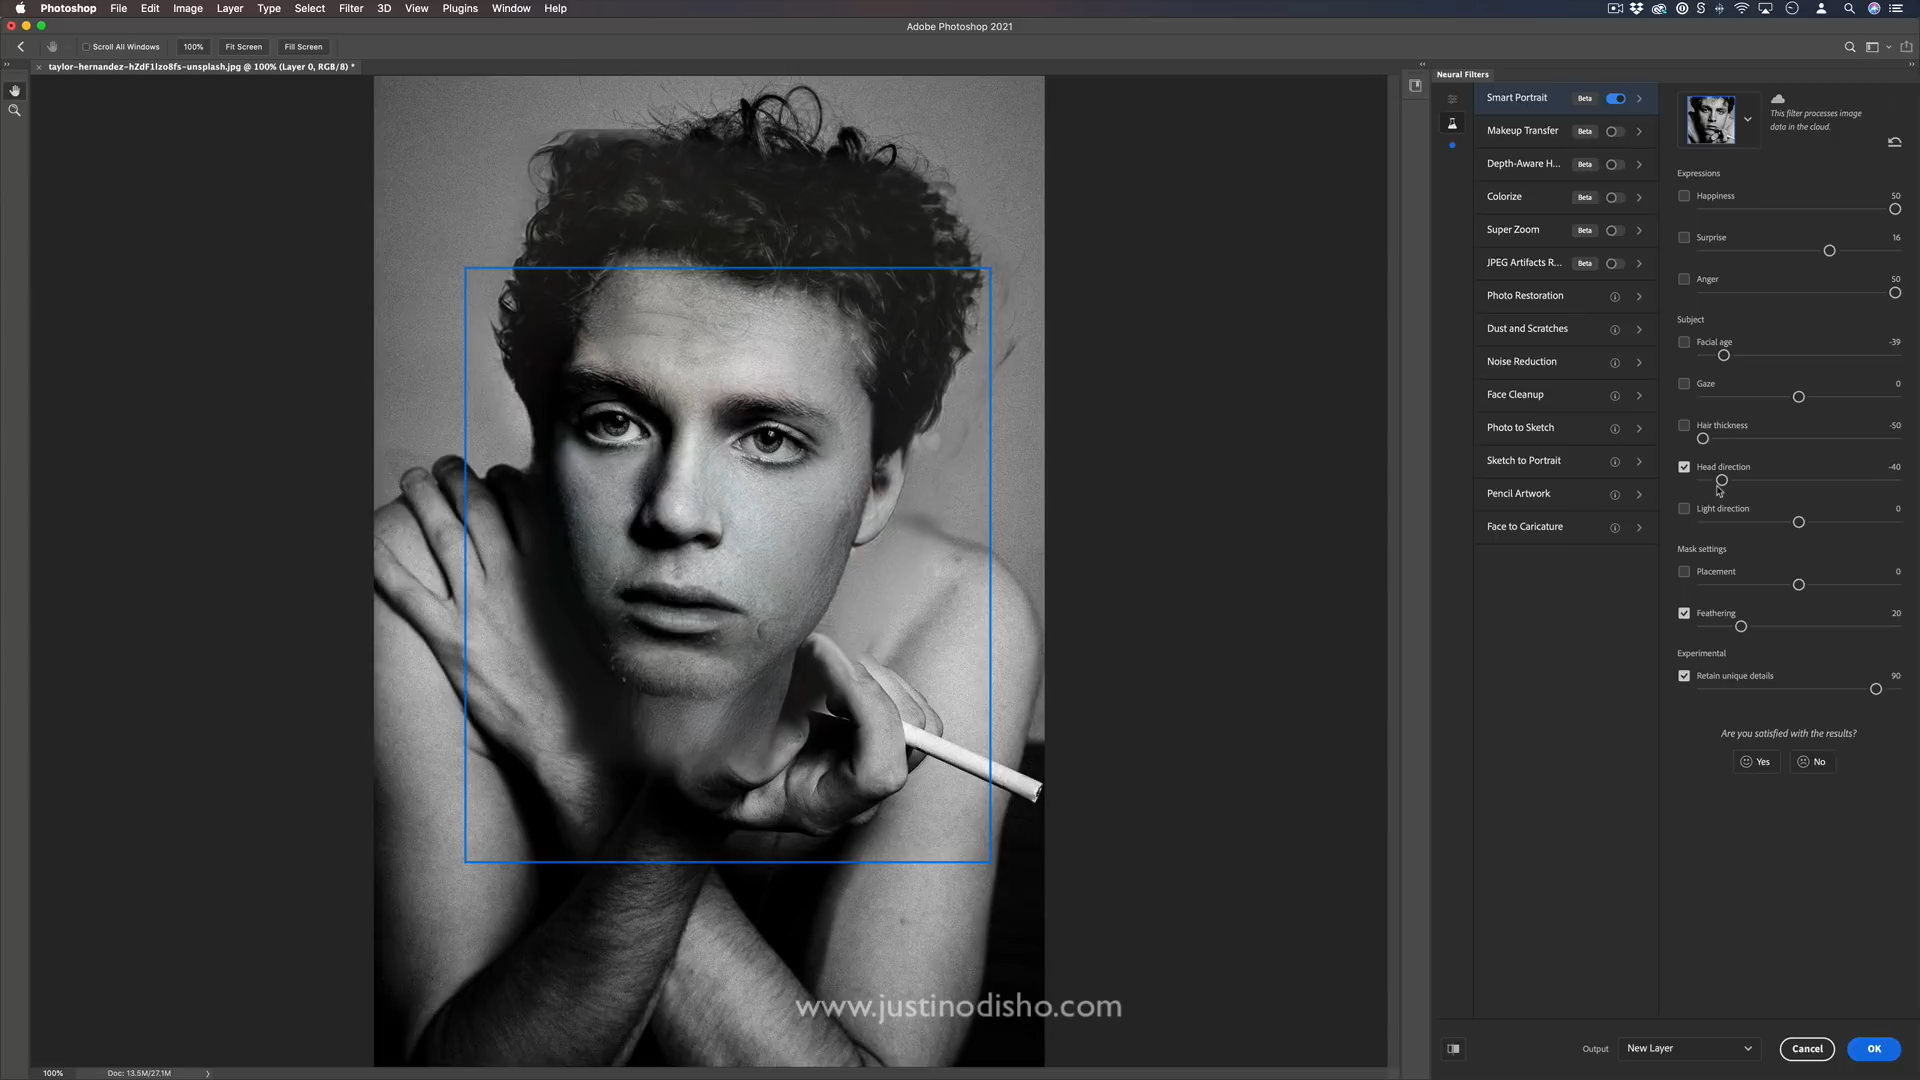 Photoshop File Edit Image Layer Type Select Filter 3D View Plugins Window Help
Adobe Photoshop 2021
Scroll All Windows 100% Fit Screen Fill Screen
taylor-hernandez-hZdF1Izo8fs-unsplash.jpg @ 100% (Layer 0, RGB/8) *
Neural Filters
Smart Portrait Beta
Makeup Transfer Beta
Depth-Aware H... Beta
Colorize Beta
Super Zoom Beta
JPEG Artifacts R... Beta
Photo Restoration
Dust and Scratches
Noise Reduction
Face Cleanup
Photo to Sketch
Sketch to Portrait
Pencil Artwork
Face to Caricature
This filter processes image
data in the cloud.
Expressions
Happiness 50
Surprise 16
Anger 50
Subject
Facial age -39
Gaze 0
Hair thickness -50
Head direction -40
Light direction 0
Mask settings
Placement 0
Feathering 20
Experimental
Retain unique details 90
Are you satisfied with the results?
Yes No
www.justinodisho.com
Output New Layer Cancel OK
100% Doc: 13.5M/27.1M